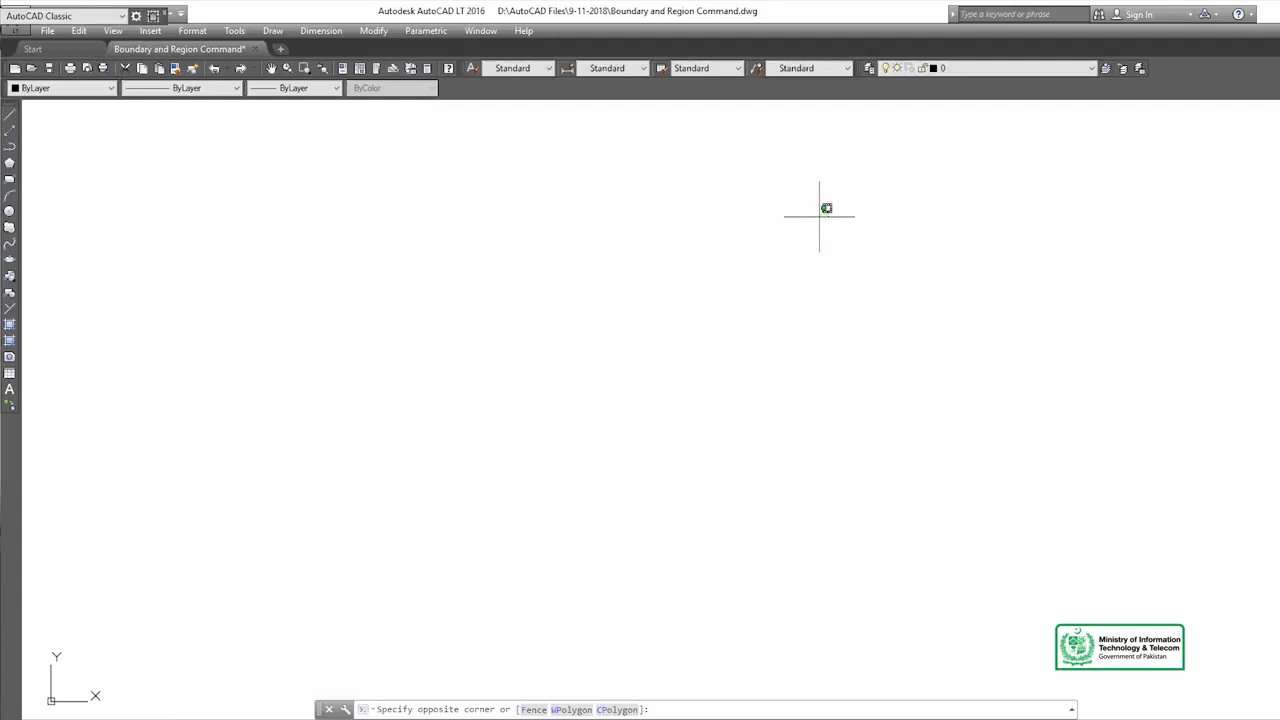 AutoCAD Classic
Autodesk AutoCAD LT 2016 D:\AutoCAD Files\9-11-2018\Boundary and Region Command.dwg
Type a keyword or phrase
Sign In
File Edit View Insert Format Tools Draw Dimension Modify Parametric Window Help
Start
Boundary and Region Command*
Standard
Standard
Standard
Standard
0
ByLayer
ByLayer
ByLayer
ByColor
A
Ministry of Information
Technology & Telecom
Government of Pakistan
Y
X
Specify opposite corner or [Fence WPolygon CPolygon]: